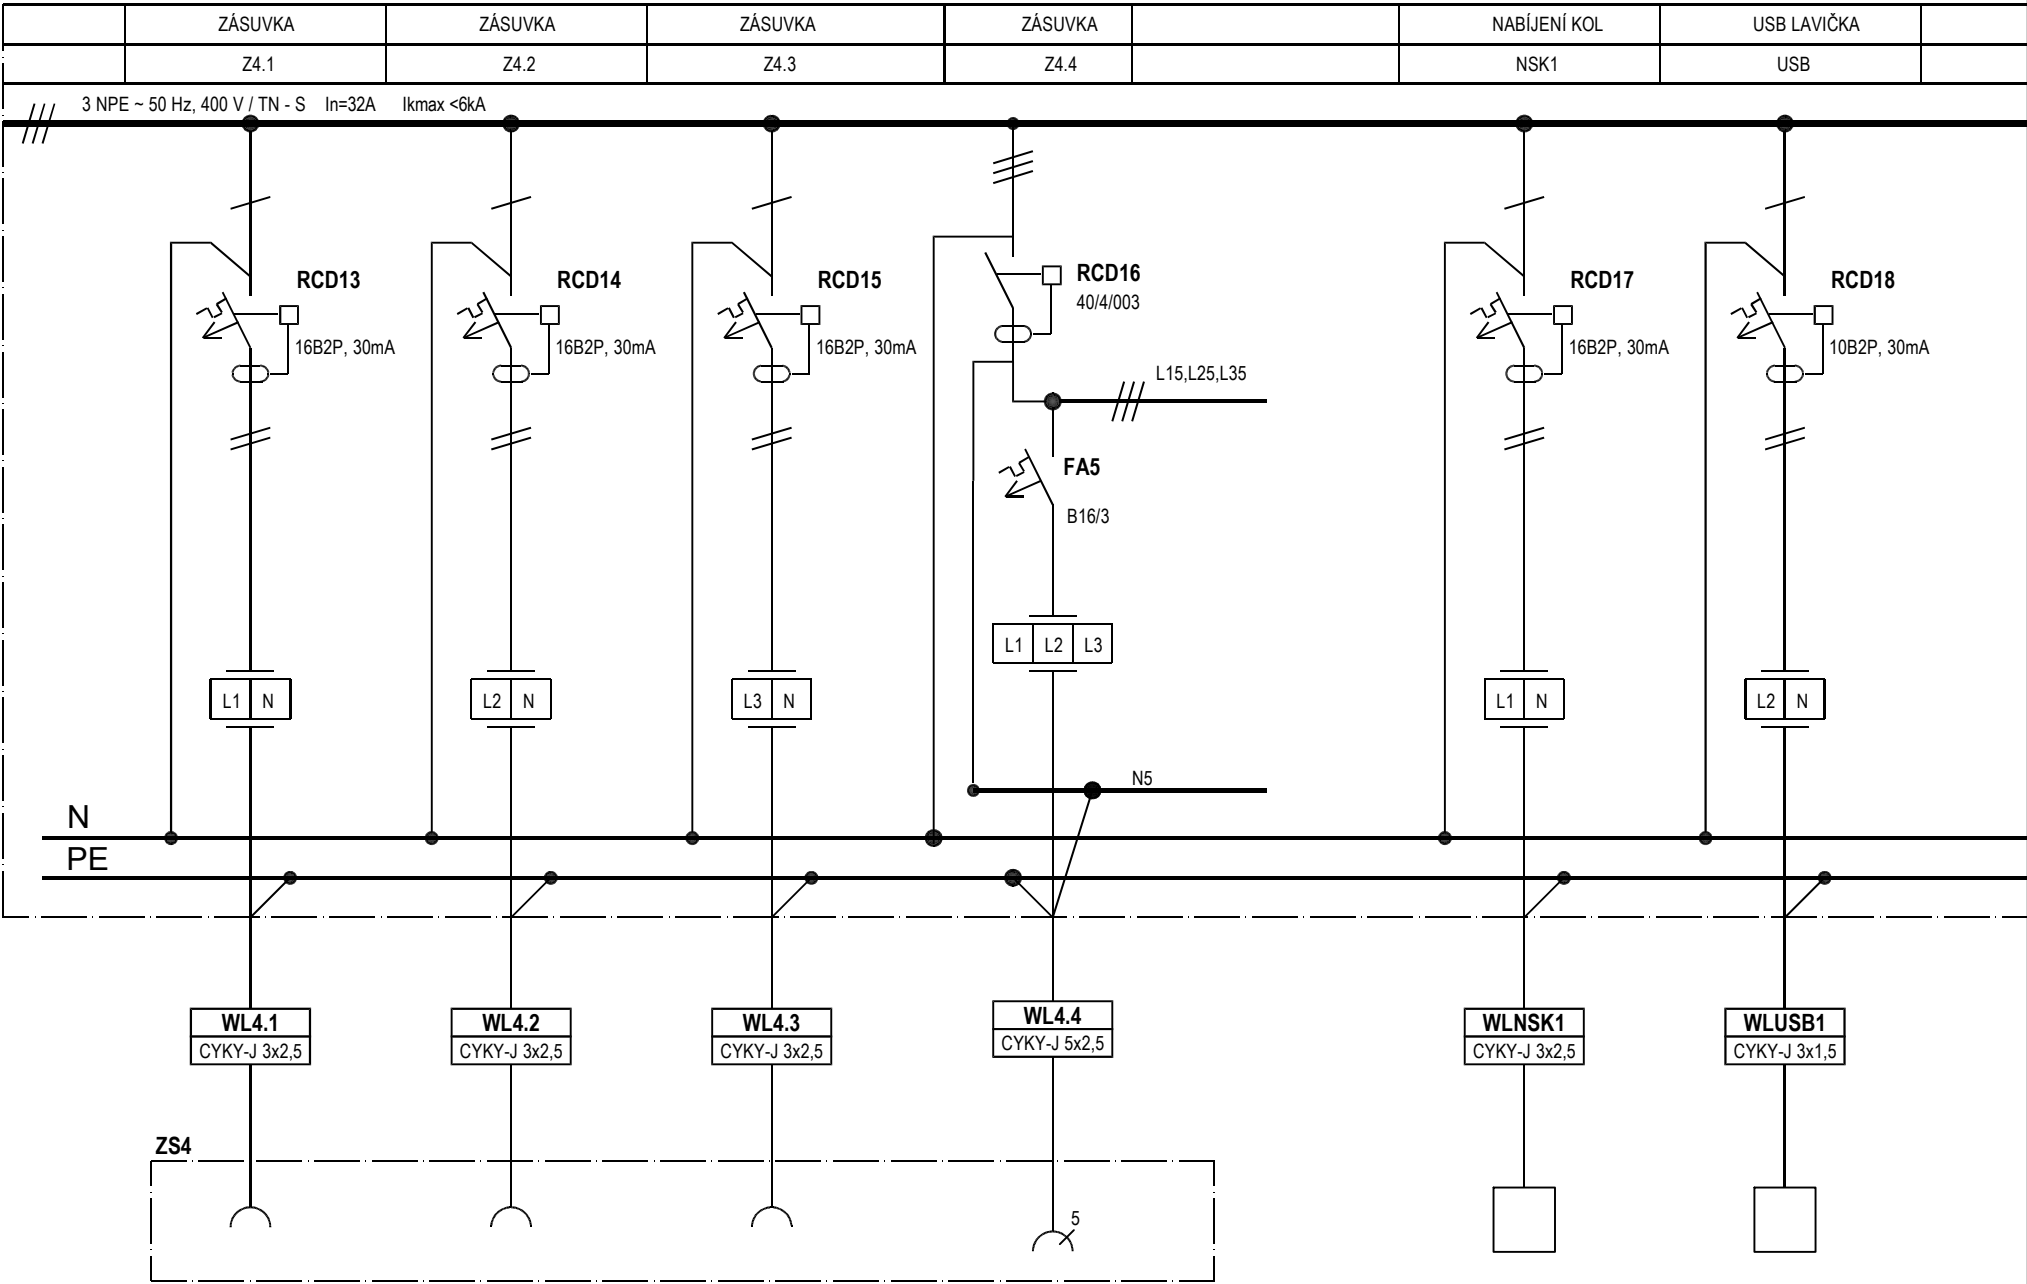 ZÁSUVKA ZÁSUVKA ZÁSUVKA ZÁSUVKA NABÍJENÍ KOL USB LAVIČKA
Z4.1 Z4.2 Z4.3 Z4.4 NSK1 USB
3 NPE ~ 50 Hz, 400 V / TN - S In=32A Ikmax <6kA
RCD13 RCD14 RCD15 RCD16 RCD17 RCD18
40/4/003
16B2P, 30mA 16B2P, 30mA 16B2P, 30mA 16B2P, 30mA 10B2P, 30mA
L15,L25,L35
FA5
B16/3
L1 L2 L3
L1 N L2 N L3 N L1 N L2 N
N5
N
PE
WL4.1 WL4.2 WL4.3 WL4.4 WLNSK1 WLUSB1
CYKY-J 3x2,5 CYKY-J 3x2,5 CYKY-J 3x2,5 CYKY-J 5x2,5 CYKY-J 3x2,5 CYKY-J 3x1,5
ZS4
5